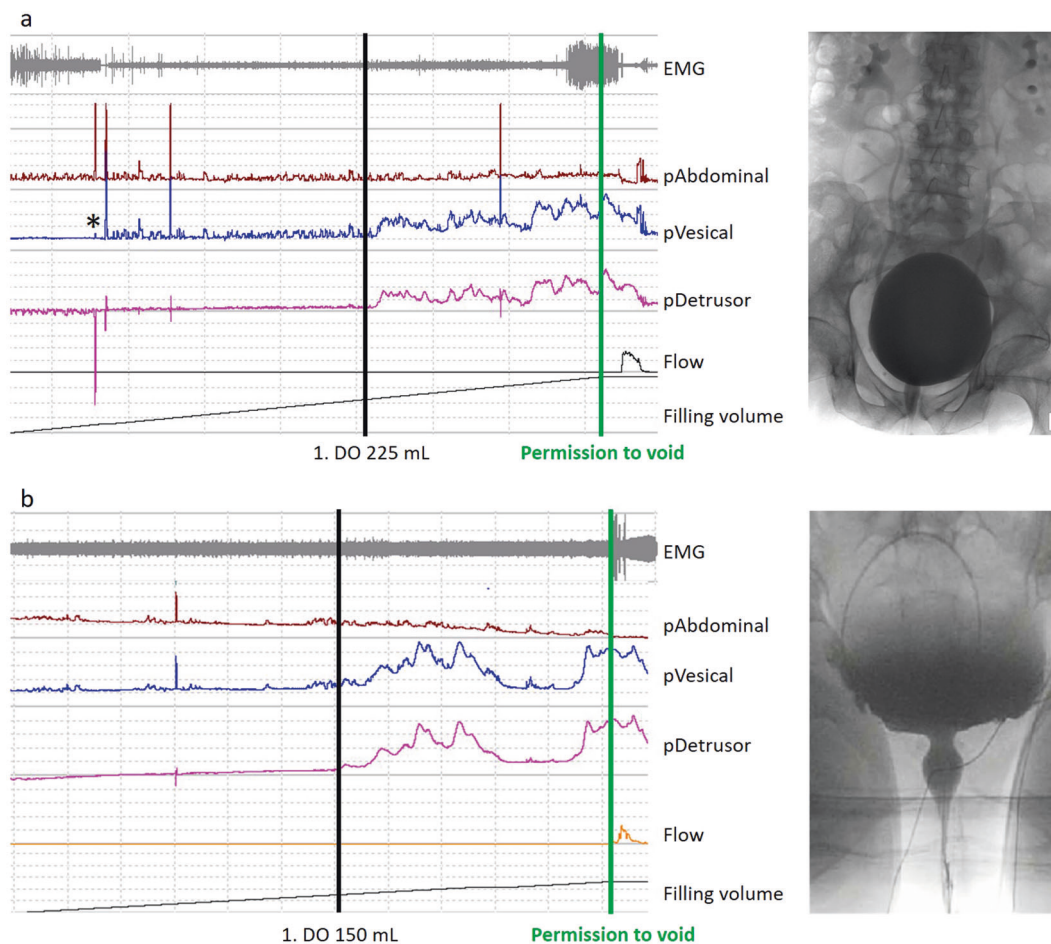 a
EMG
pAbdominal
*
pVesical
pDetrusor
Flow
Filling volume
1. DO 225 mL
Permission to void
b
EMG
pAbdominal
pVesical
pDetrusor
Flow
Filling volume
1. DO 150 mL
Permission to void